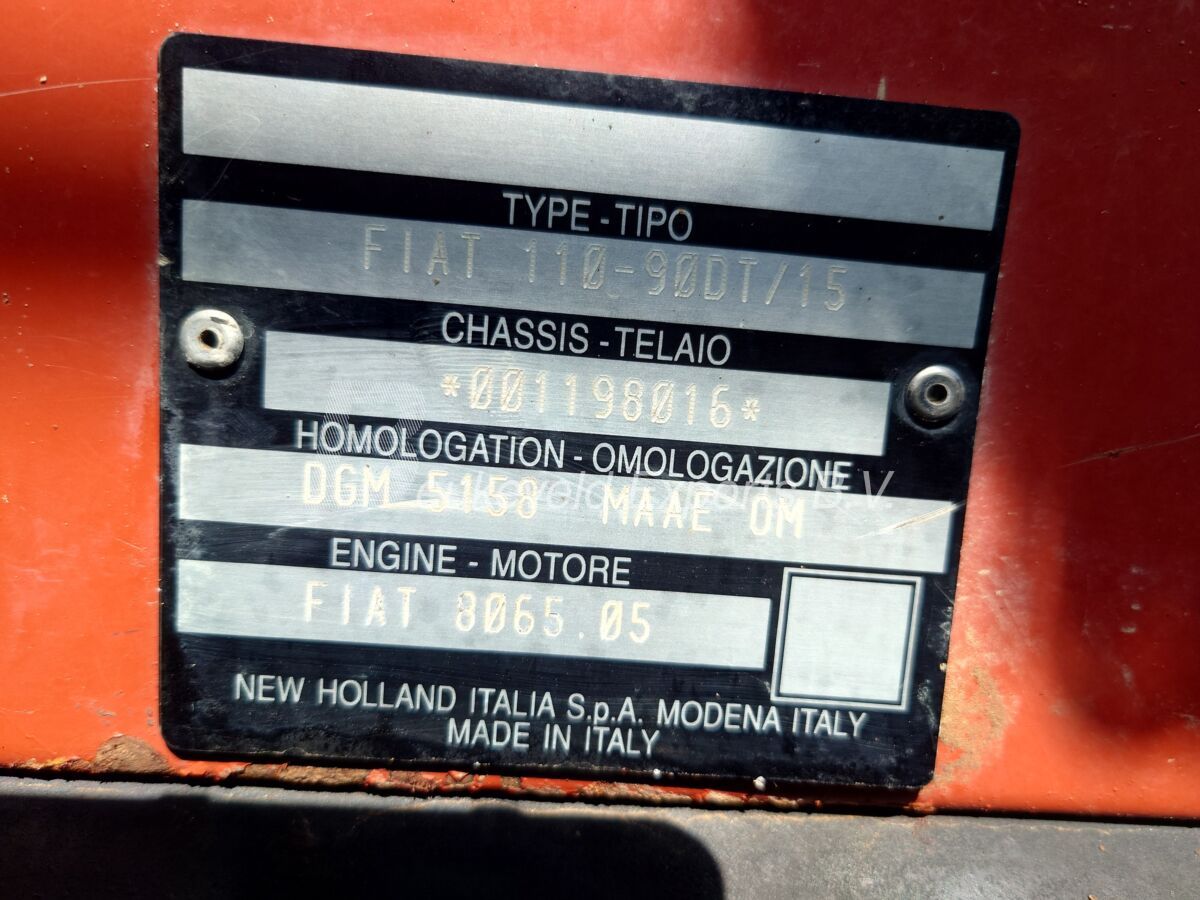 TYPE - TIPO
FIAT 110-90DT/15
CHASSIS - TELAIO
*001198016*
HOMOLOGATION - OMOLOGAZIONE
DGM 5158 MAAE OM
ENGINE - MOTORE
FIAT 8065.05
NEW HOLLAND ITALIA S.p.A. MODENA ITALY
MADE IN ITALY